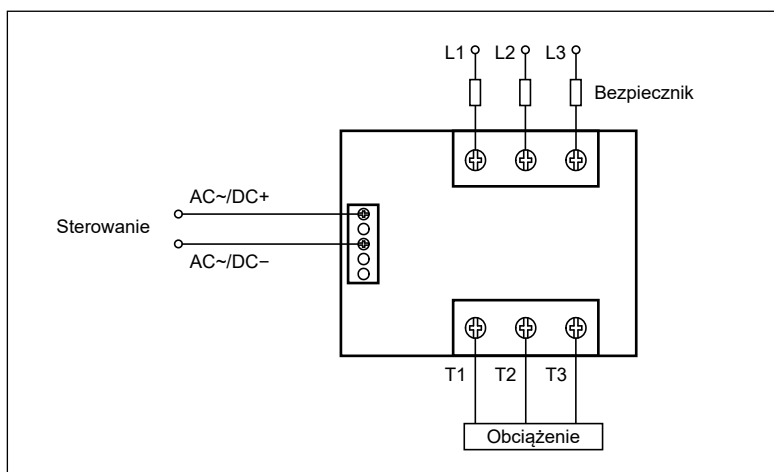 L1 L2 L3
Bezpiecznik
AC~/DC+
Sterowanie
AC~/DC−
T1 T2 T3
Obciążenie